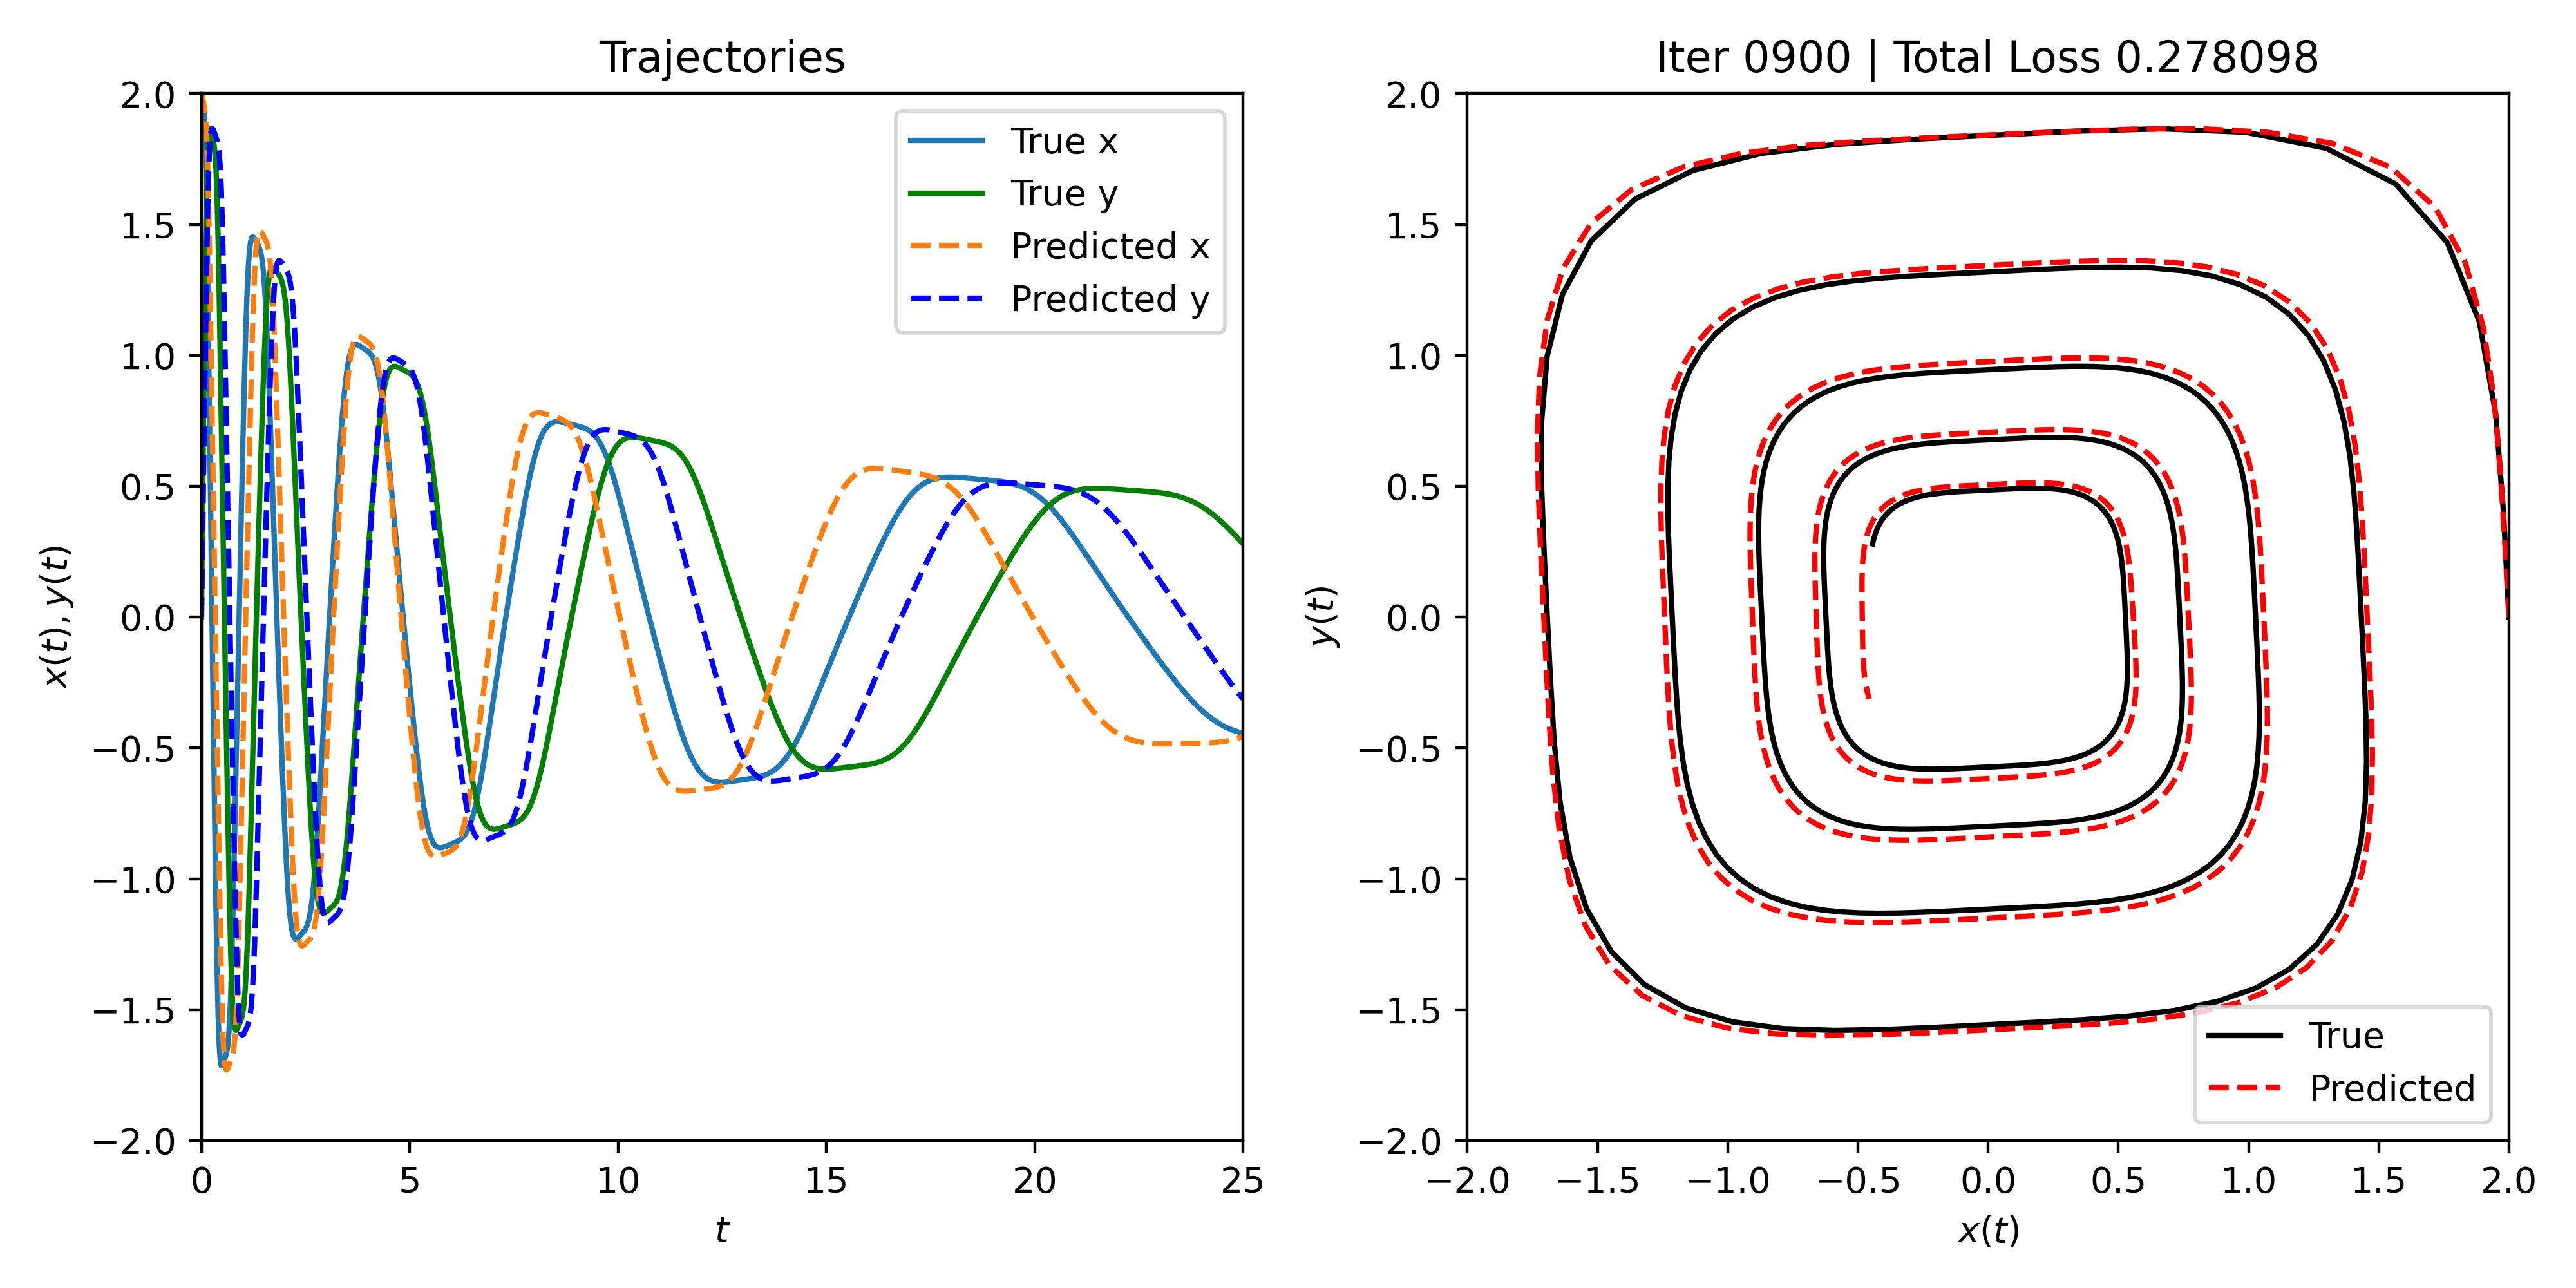 Trajectories
2.0
1.5
1.0
0.5
0.0
−0.5
−1.0
−1.5
−2.0
x(t), y(t)
0 5 10 15 20 25
t
True x
True y
Predicted x
Predicted y
Iter 0900 | Total Loss 0.278098
2.0
1.5
1.0
0.5
0.0
−0.5
−1.0
−1.5
−2.0
y(t)
−2.0 −1.5 −1.0 −0.5 0.0 0.5 1.0 1.5 2.0
x(t)
True
Predicted